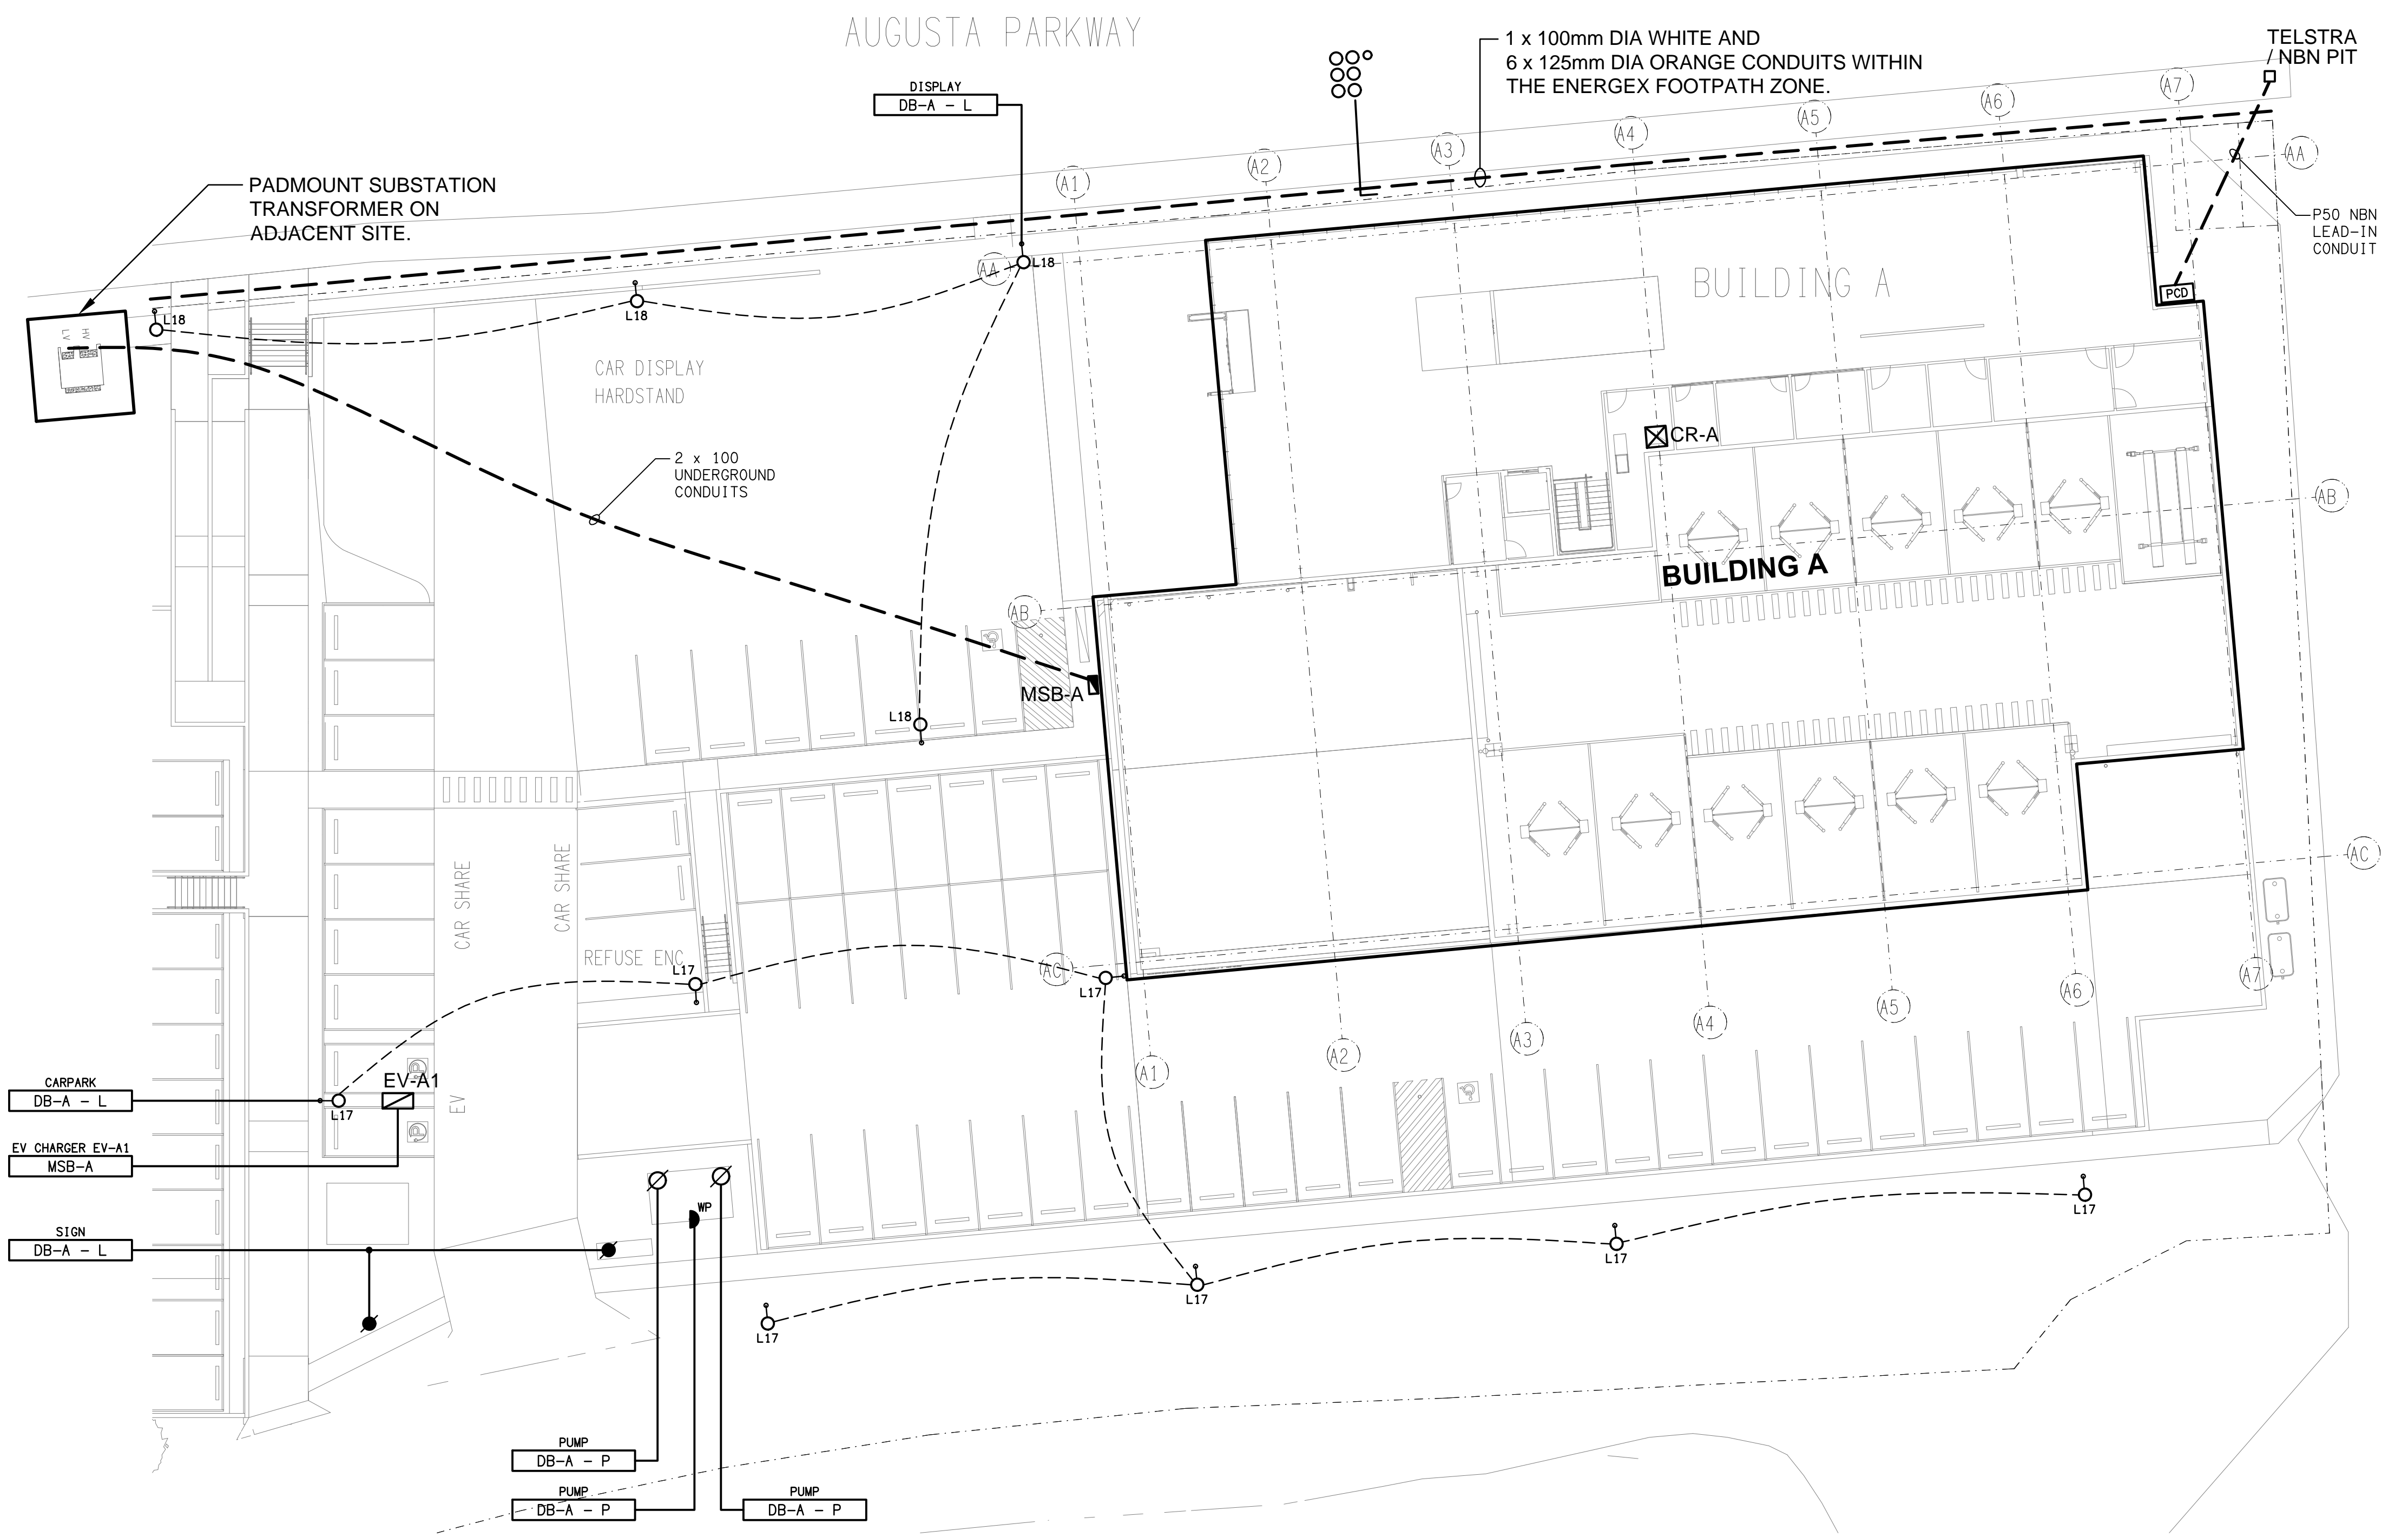 AUGUSTA PARKWAY
1 x 100mm DIA WHITE AND
6 x 125mm DIA ORANGE CONDUITS WITHIN
THE ENERGEX FOOTPATH ZONE.
TELSTRA
/ NBN PIT
DISPLAY
DB-A - L
A7
A6
A5
A4
A3
A2
A1
AA
PADMOUNT SUBSTATION
TRANSFORMER ON
ADJACENT SITE.
P50 NBN
LEAD-IN
CONDUIT
AA
L18
L18
L18
PCD
BUILDING A
LV
HV
CAR DISPLAY
HARDSTAND
CR-A
2 x 100
UNDERGROUND
CONDUITS
AB
BUILDING A
AB
MSB-A
L18
CAR SHARE
CAR SHARE
AC
REFUSE ENC
L17
AC
L17
A7
A6
A5
A4
A3
A2
A1
CARPARK
DB-A - L
L17
EV-A1
EV
EV CHARGER EV-A1
MSB-A
WP
SIGN
DB-A - L
L17
L17
L17
L17
PUMP
DB-A - P
PUMP
DB-A - P
PUMP
DB-A - P